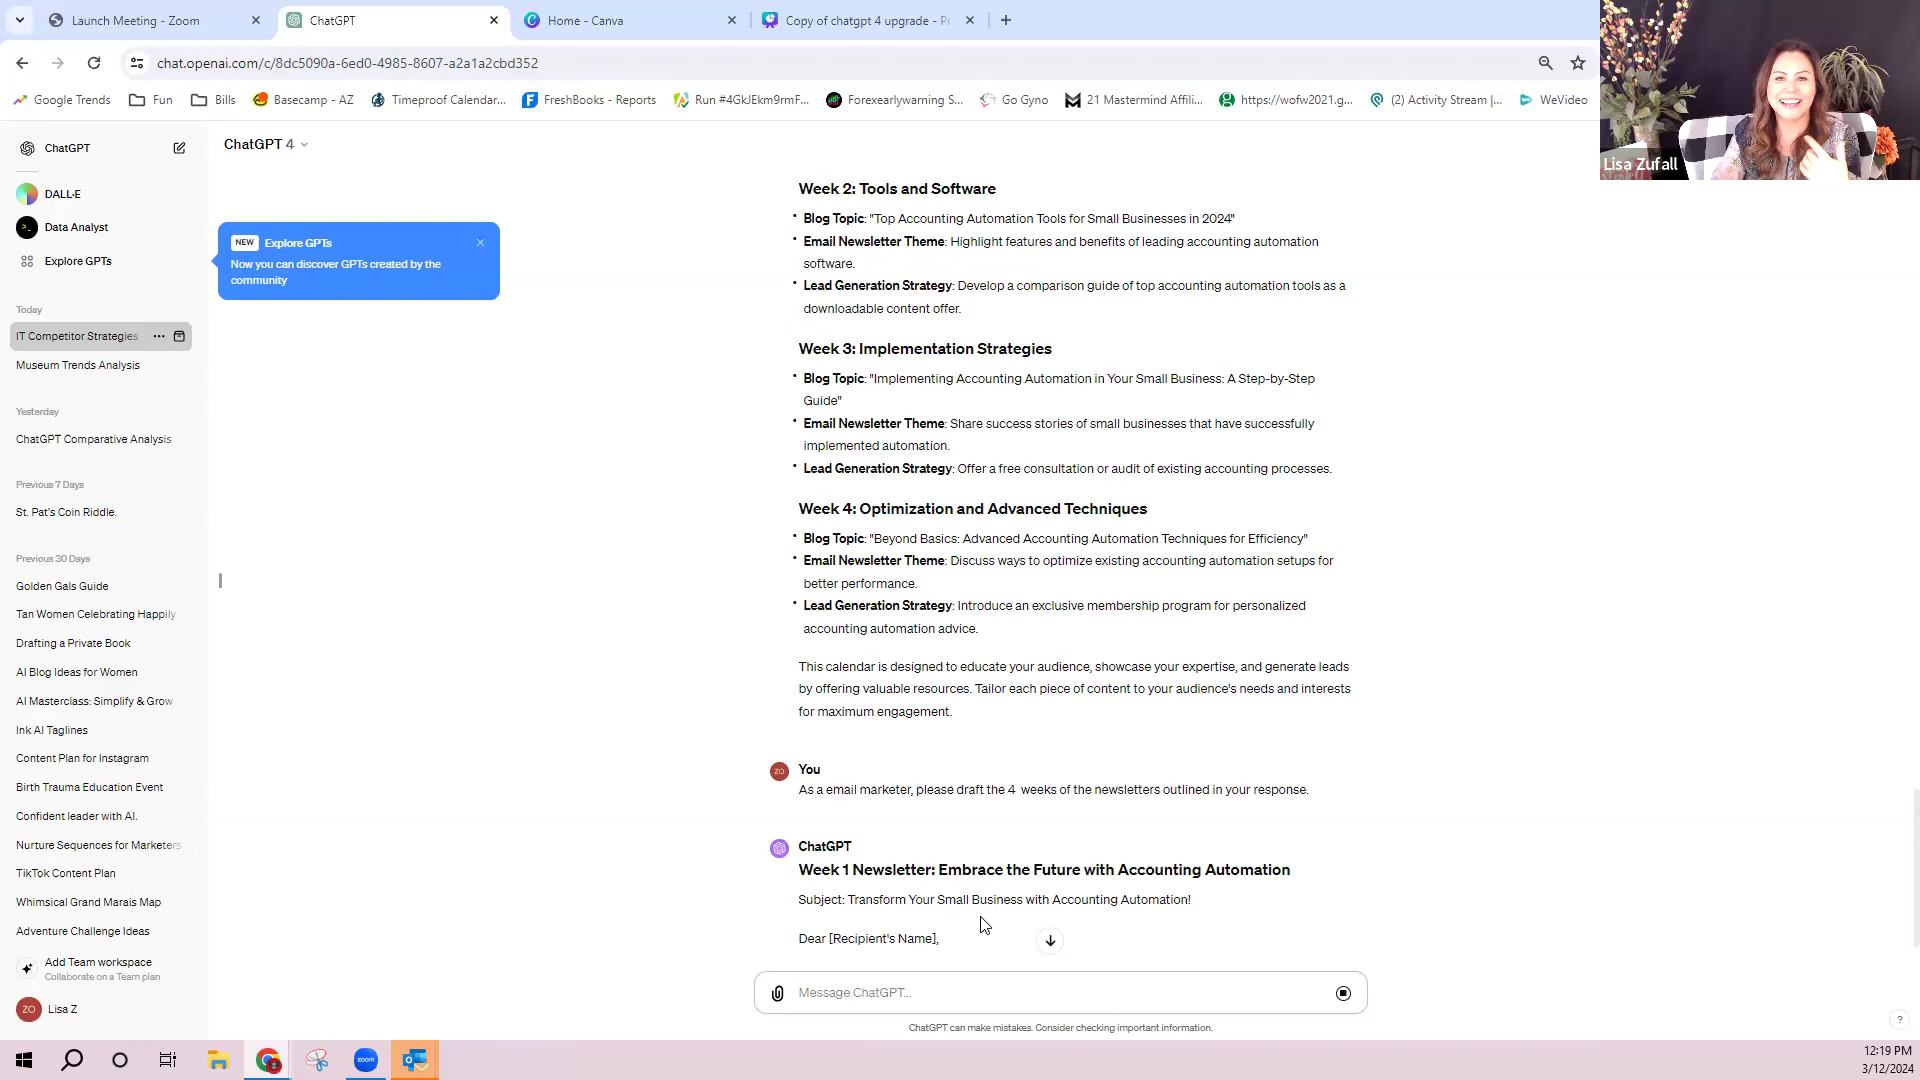 Launch Meeting - Zoom
ChatGPT
Home - Canva
Copy of chatgpt 4 upgrade - Pr
chat.openai.com/c/8dc5090a-6ed0-4985-8607-a2a1a2cbd352
Google Trends
Fun
Bills
Basecamp - AZ
Timeproof Calendar...
FreshBooks - Reports
Run #4GkJEkm9rmF...
Forexearlywarning S...
Go Gyno
21 Mastermind Affili...
https://wofw2021.g...
(2) Activity Stream |...
WeVideo
Lisa Zufall
ChatGPT
DALL·E
Data Analyst
Explore GPTs
Today
IT Competitor Strategies
Museum Trends Analysis
Yesterday
ChatGPT Comparative Analysis
Previous 7 Days
St. Pat's Coin Riddle.
Previous 30 Days
Golden Gals Guide
Tan Women Celebrating Happily
Drafting a Private Book
AI Blog Ideas for Women
AI Masterclass: Simplify & Grow
Ink AI Taglines
Content Plan for Instagram
Birth Trauma Education Event
Confident leader with AI.
Nurture Sequences for Marketers
TikTok Content Plan
Whimsical Grand Marais Map
Adventure Challenge Ideas
Add Team workspace
Collaborate on a Team plan
ZO Lisa Z
ChatGPT 4
NEW Explore GPTs
Now you can discover GPTs created by the
community
Week 2: Tools and Software
• Blog Topic: "Top Accounting Automation Tools for Small Businesses in 2024"
• Email Newsletter Theme: Highlight features and benefits of leading accounting automation
software.
• Lead Generation Strategy: Develop a comparison guide of top accounting automation tools as a
downloadable content offer.
Week 3: Implementation Strategies
• Blog Topic: "Implementing Accounting Automation in Your Small Business: A Step-by-Step
Guide"
• Email Newsletter Theme: Share success stories of small businesses that have successfully
implemented automation.
• Lead Generation Strategy: Offer a free consultation or audit of existing accounting processes.
Week 4: Optimization and Advanced Techniques
• Blog Topic: "Beyond Basics: Advanced Accounting Automation Techniques for Efficiency"
• Email Newsletter Theme: Discuss ways to optimize existing accounting automation setups for
better performance.
• Lead Generation Strategy: Introduce an exclusive membership program for personalized
accounting automation advice.
This calendar is designed to educate your audience, showcase your expertise, and generate leads
by offering valuable resources. Tailor each piece of content to your audience's needs and interests
for maximum engagement.
ZO You
As a email marketer, please draft the 4 weeks of the newsletters outlined in your response.
ChatGPT
Week 1 Newsletter: Embrace the Future with Accounting Automation
Subject: Transform Your Small Business with Accounting Automation!
Dear [Recipient's Name],
Message ChatGPT...
ChatGPT can make mistakes. Consider checking important information.
?
zoom
12:19 PM
3/12/2024